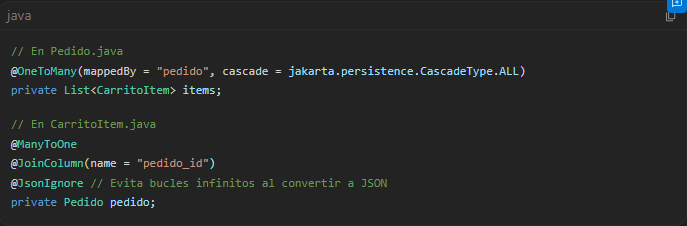 java
// En Pedido.java
@OneToMany(mappedBy = "pedido", cascade = jakarta.persistence.CascadeType.ALL)
private List<CarritoItem> items;
// En CarritoItem.java
@ManyToOne
@JoinColumn(name = "pedido_id")
@JsonIgnore // Evita bucles infinitos al convertir a JSON
private Pedido pedido;